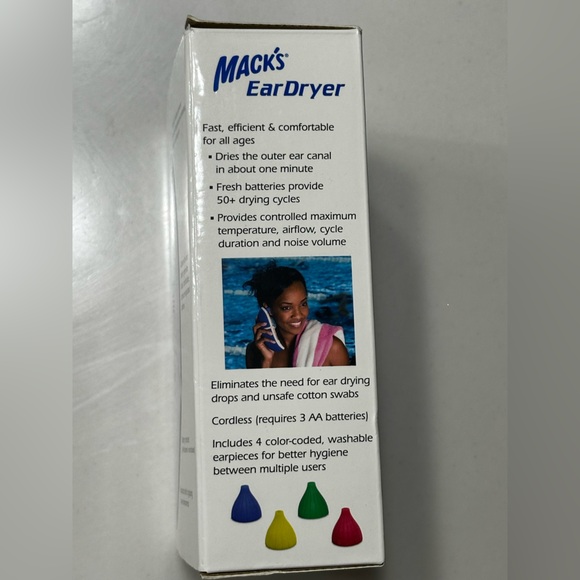 MACK'S®
EarDryer
Fast, efficient & comfortable
for all ages
▪ Dries the outer ear canal
in about one minute
▪ Fresh batteries provide
50+ drying cycles
▪ Provides controlled maximum
temperature, airflow, cycle
duration and noise volume
Eliminates the need for ear drying
drops and unsafe cotton swabs
Cordless (requires 3 AA batteries)
Includes 4 color-coded, washable
earpieces for better hygiene
between multiple users